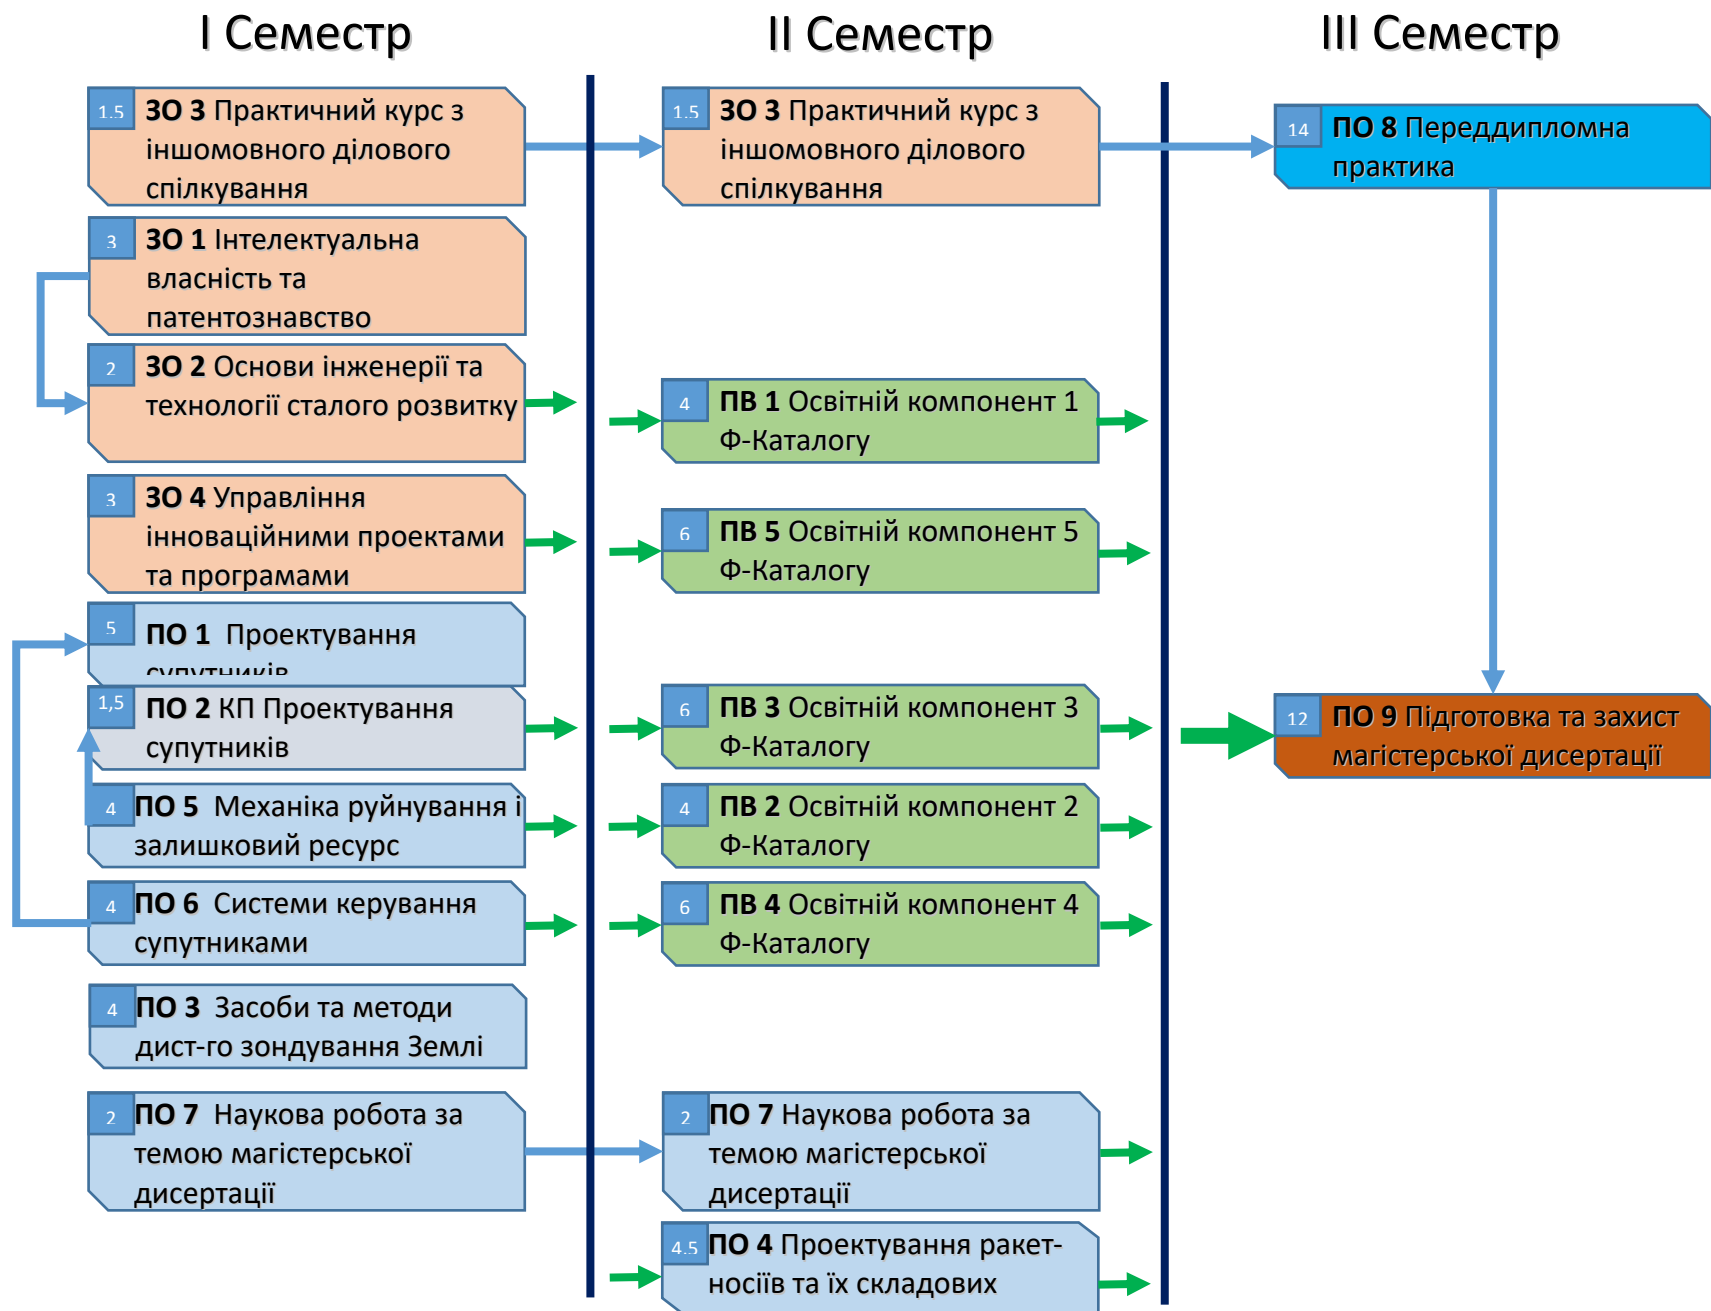 І Семестр
1.5
ЗО 3 Практичний курс з
іншомовного ділового
спілкування
3
ЗО 1 Інтелектуальна
власність та
патентознавство
2
ЗО 2 Основи інженерії та
технології сталого розвитку
3
ЗО 4 Управління
інноваційними проектами
та програмами
5
ПО 1 Проектування
супутників
1,5
ПО 2 КП Проектування
супутників
4
ПО 5 Механіка руйнування і
залишковий ресурс
4
ПО 6 Системи керування
супутниками
4
ПО 3 Засоби та методи
дист-го зондування Землі
2
ПО 7 Наукова робота за
темою магістерської
дисертації
ІІ Семестр
1.5
ЗО 3 Практичний курс з
іншомовного ділового
спілкування
4
ПВ 1 Освітній компонент 1
Ф-Каталогу
6
ПВ 5 Освітній компонент 5
Ф-Каталогу
6
ПВ 3 Освітній компонент 3
Ф-Каталогу
4
ПВ 2 Освітній компонент 2
Ф-Каталогу
6
ПВ 4 Освітній компонент 4
Ф-Каталогу
2
ПО 7 Наукова робота за
темою магістерської
дисертації
4.5
ПО 4 Проектування ракет-
носіїв та їх складових
ІІІ Семестр
14
ПО 8 Переддипломна
практика
12
ПО 9 Підготовка та захист
магістерської дисертації